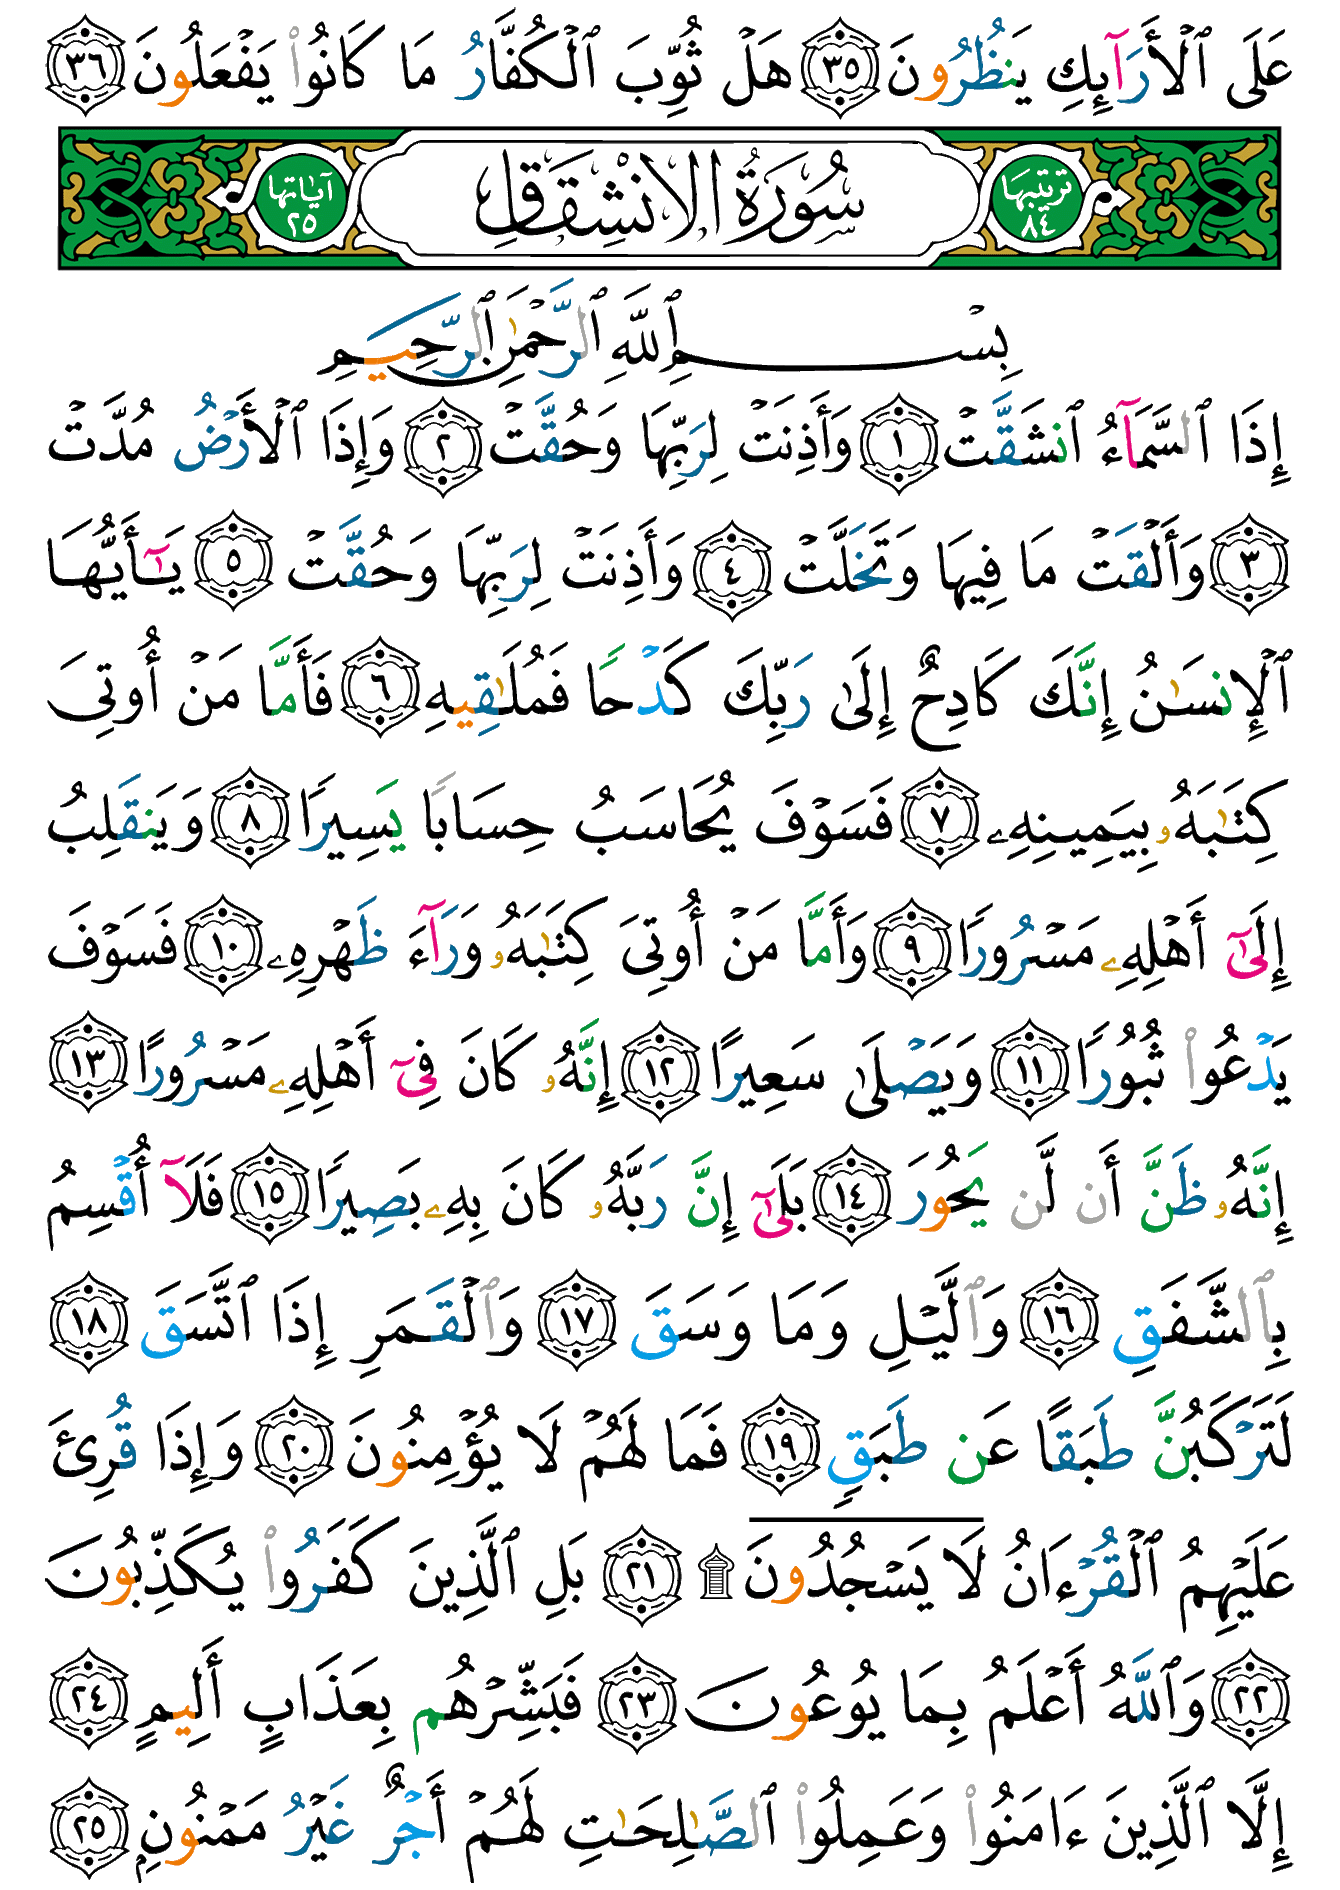 عَلَى ٱلْأَرَآئِكِ يَنظُرُونَ ٣٥ هَلْ ثُوِّبَ ٱلْكُفَّارُ مَا كَانُوا۟ يَفْعَلُونَ ٣٦
ترتيبها ٨٤ سُورَةُ الانْشِقَاقِ آياتها ٢٥
بِسْمِ ٱللَّهِ ٱلرَّحْمَٰنِ ٱلرَّحِيمِ
إِذَا ٱلسَّمَآءُ ٱنشَقَّتْ ١ وَأَذِنَتْ لِرَبِّهَا وَحُقَّتْ ٢ وَإِذَا ٱلْأَرْضُ مُدَّتْ
٣ وَأَلْقَتْ مَا فِيهَا وَتَخَلَّتْ ٤ وَأَذِنَتْ لِرَبِّهَا وَحُقَّتْ ٥ يَـٰٓأَيُّهَا
ٱلْإِنسَـٰنُ إِنَّكَ كَادِحٌ إِلَىٰ رَبِّكَ كَدْحًا فَمُلَـٰقِيهِ ٦ فَأَمَّا مَنْ أُوتِىَ
كِتَـٰبَهُۥ بِيَمِينِهِۦ ٧ فَسَوْفَ يُحَاسَبُ حِسَابًا يَسِيرًا ٨ وَيَنقَلِبُ
إِلَىٰٓ أَهْلِهِۦ مَسْرُورًا ٩ وَأَمَّا مَنْ أُوتِىَ كِتَـٰبَهُۥ وَرَآءَ ظَهْرِهِۦ ١٠ فَسَوْفَ
يَدْعُوا۟ ثُبُورًا ١١ وَيَصْلَىٰ سَعِيرًا ١٢ إِنَّهُۥ كَانَ فِىٓ أَهْلِهِۦ مَسْرُورًا ١٣
إِنَّهُۥ ظَنَّ أَن لَّن يَحُورَ ١٤ بَلَىٰٓ إِنَّ رَبَّهُۥ كَانَ بِهِۦ بَصِيرًا ١٥ فَلَآ أُقْسِمُ
بِٱلشَّفَقِ ١٦ وَٱلَّيْلِ وَمَا وَسَقَ ١٧ وَٱلْقَمَرِ إِذَا ٱتَّسَقَ ١٨
لَتَرْكَبُنَّ طَبَقًا عَن طَبَقٍ ١٩ فَمَا لَهُمْ لَا يُؤْمِنُونَ ٢٠ وَإِذَا قُرِئَ
عَلَيْهِمُ ٱلْقُرْءَانُ لَا يَسْجُدُونَ ۩ ٢١ بَلِ ٱلَّذِينَ كَفَرُوا۟ يُكَذِّبُونَ
٢٢ وَٱللَّهُ أَعْلَمُ بِمَا يُوعُونَ ٢٣ فَبَشِّرْهُم بِعَذَابٍ أَلِيمٍ ٢٤
إِلَّا ٱلَّذِينَ ءَامَنُوا۟ وَعَمِلُوا۟ ٱلصَّـٰلِحَـٰتِ لَهُمْ أَجْرٌ غَيْرُ مَمْنُونٍۭ ٢٥